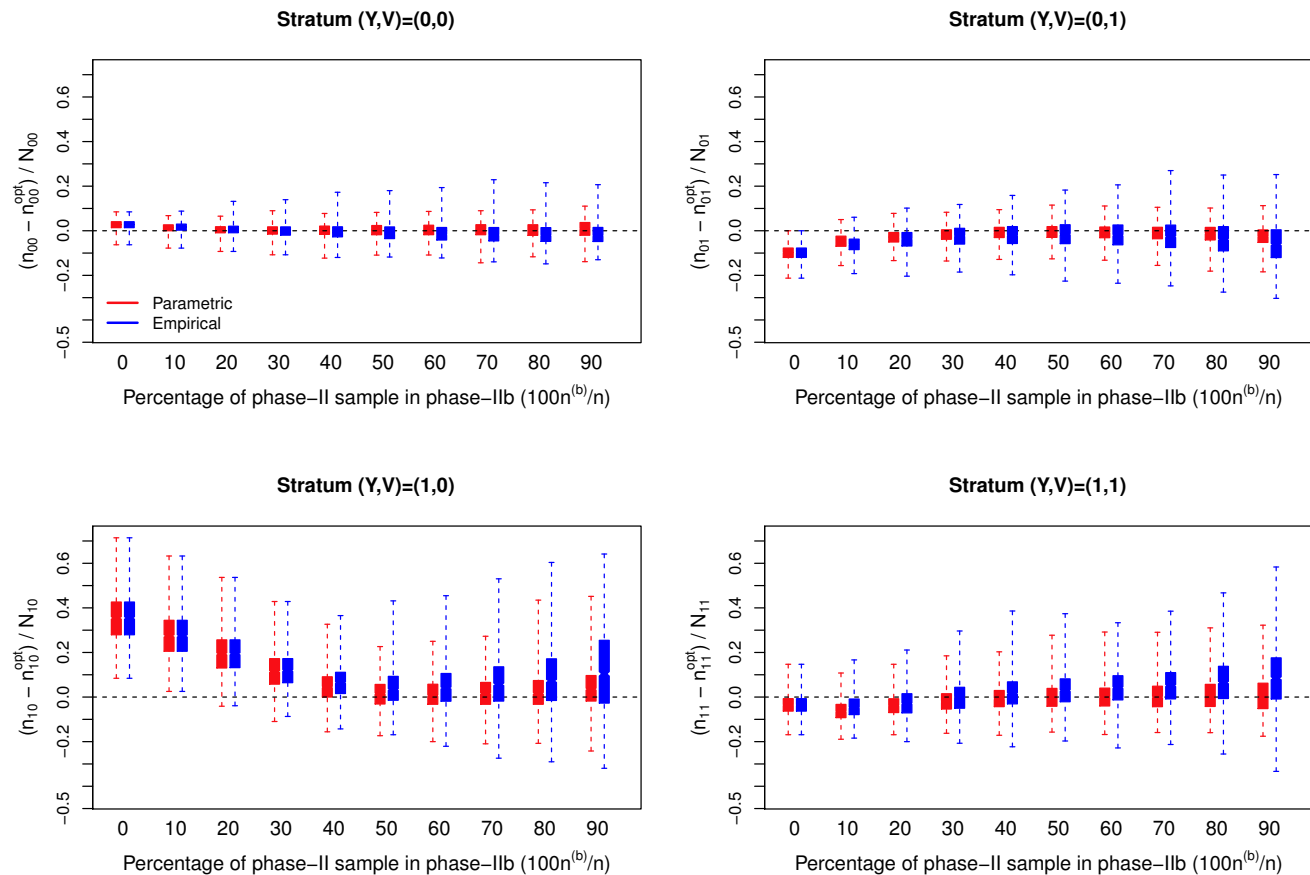 Stratum (Y,V)=(0,0)
(n₀₀ − n₀₀ᵒᵖᵗ) / N₀₀
0.6
0.4
0.2
0.0
−0.2
−0.5
Parametric
Empirical
0 10 20 30 40 50 60 70 80 90
Percentage of phase−II sample in phase−IIb (100n⁽ᵇ⁾/n)
Stratum (Y,V)=(0,1)
(n₀₁ − n₀₁ᵒᵖᵗ) / N₀₁
0.6
0.4
0.2
0.0
−0.2
−0.5
0 10 20 30 40 50 60 70 80 90
Percentage of phase−II sample in phase−IIb (100n⁽ᵇ⁾/n)
Stratum (Y,V)=(1,0)
(n₁₀ − n₁₀ᵒᵖᵗ) / N₁₀
0.6
0.4
0.2
0.0
−0.2
−0.5
0 10 20 30 40 50 60 70 80 90
Percentage of phase−II sample in phase−IIb (100n⁽ᵇ⁾/n)
Stratum (Y,V)=(1,1)
(n₁₁ − n₁₁ᵒᵖᵗ) / N₁₁
0.6
0.4
0.2
0.0
−0.2
−0.5
0 10 20 30 40 50 60 70 80 90
Percentage of phase−II sample in phase−IIb (100n⁽ᵇ⁾/n)